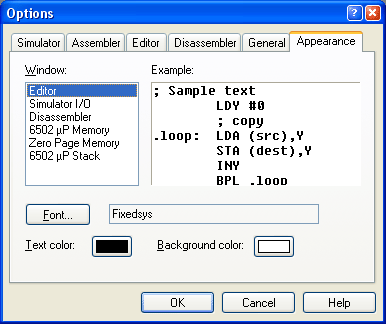 Options
Simulator Assembler Editor Disassembler General Appearance
Window: Example:
Editor
Simulator I/O
Disassembler
6502 µP Memory
Zero Page Memory
6502 µP Stack
; Sample text
LDY #0
; copy
.loop: LDA (src),Y
STA (dest),Y
INY
BPL .loop
Font... Fixedsys
Text color: Background color:
OK Cancel Help